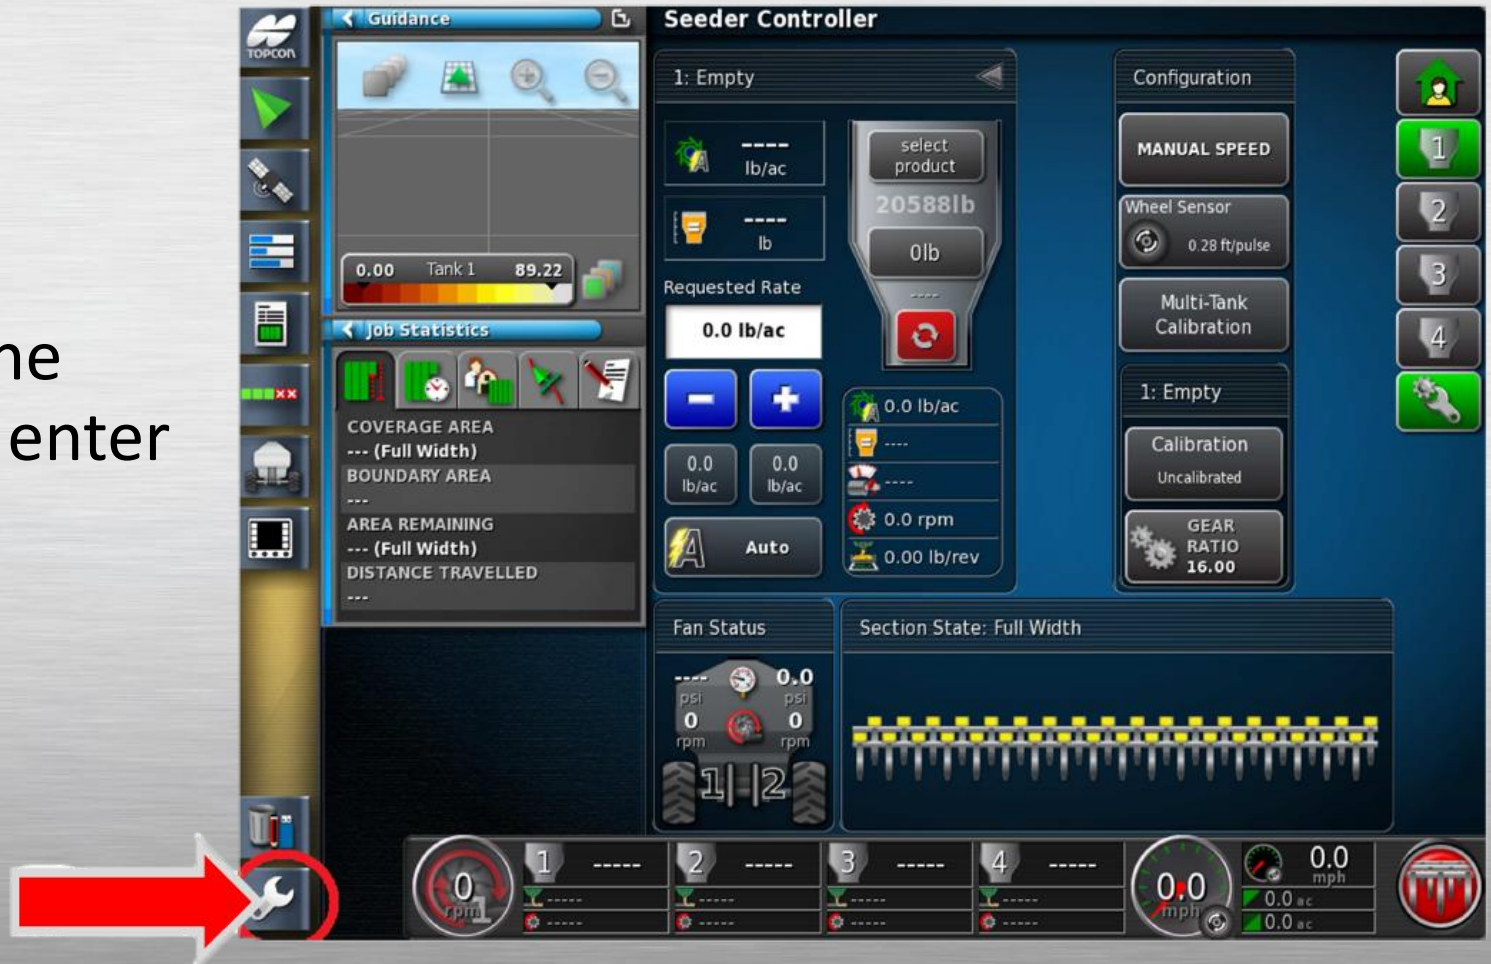 ne
enter
TOPCON
Guidance
0.00 Tank 1 89.22
Job Statistics
COVERAGE AREA
--- (Full Width)
BOUNDARY AREA
---
AREA REMAINING
--- (Full Width)
DISTANCE TRAVELLED
---
Seeder Controller
1: Empty
----
lb/ac
----
lb
select
product
20588lb
0lb
----
Requested Rate
0.0 lb/ac
0.0
lb/ac
0.0
lb/ac
Auto
0.0 lb/ac
----
----
0.0 rpm
0.00 lb/rev
Configuration
MANUAL SPEED
Wheel Sensor
0.28 ft/pulse
Multi-Tank
Calibration
1: Empty
Calibration
Uncalibrated
GEAR
RATIO
16.00
1
2
3
4
Fan Status
---- 0.0
psi psi
0 0
rpm rpm
1 2
Section State: Full Width
0
rpm 1
1 -----
-----
-----
2 -----
-----
-----
3 -----
-----
-----
4 -----
-----
-----
0.0
mph
0.0
mph
0.0 ac
0.0 ac